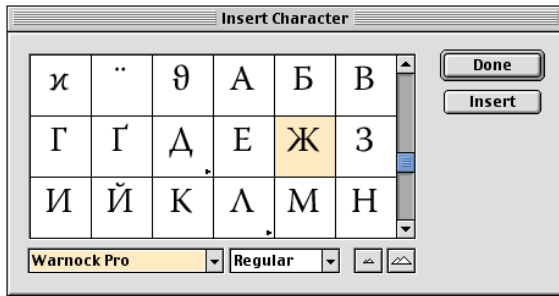 Insert Character
ϰ ¨ ϑ А Б В
Г Ґ Д Е Ж З
И Й К Л М Н
Done
Insert
Warnock Pro
Regular